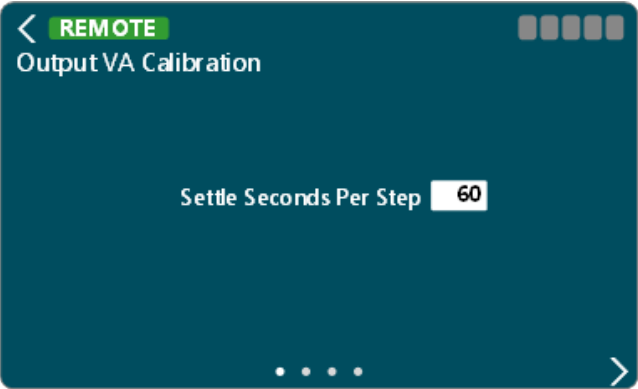 REMOTE
Output VA Calibration
Settle Seconds Per Step 60